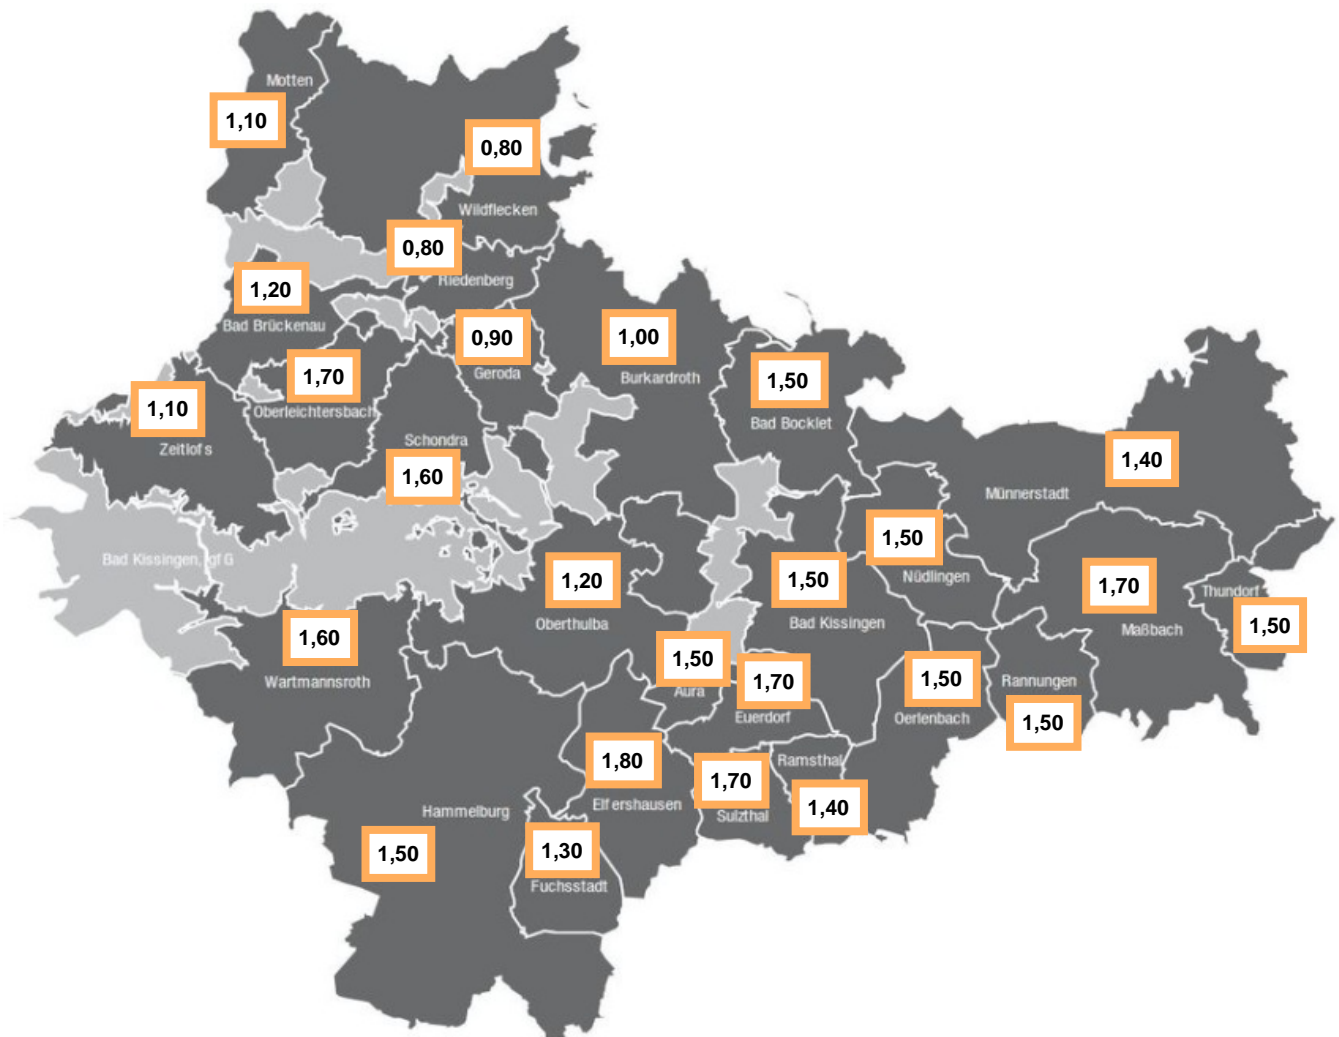 Motten
1,10
0,80
Wildflecken
0,80
Riedenberg
1,20
Bad Brückenau
0,90
Geroda
1,00
Burkardroth
1,50
Bad Bocklet
1,70
Oberleichtersbach
1,10
Zeitlofs
Schondra
1,60
1,40
Münnerstadt
1,50
Nüdlingen
Bad Kissingen, gfG
1,20
Oberthulba
1,50
Bad Kissingen
1,70
Maßbach
Thundorf
1,50
1,60
Wartmannsroth
1,50
Aura
1,70
Euerdorf
1,50
Oerlenbach
Rannungen
1,50
1,80
Elfershausen
1,70
Sulzthal
Ramsthal
1,40
Hammelburg
1,50
1,30
Fuchsstadt